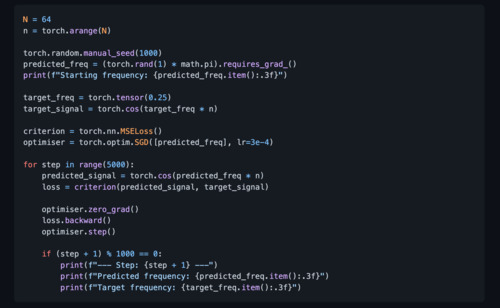 N = 64
n = torch.arange(N)
torch.random.manual_seed(1000)
predicted_freq = (torch.rand(1) * math.pi).requires_grad_()
print(f"Starting frequency: {predicted_freq.item():.3f}")
target_freq = torch.tensor(0.25)
target_signal = torch.cos(target_freq * n)
criterion = torch.nn.MSELoss()
optimiser = torch.optim.SGD([predicted_freq], lr=3e-4)
for step in range(5000):
    predicted_signal = torch.cos(predicted_freq * n)
    loss = criterion(predicted_signal, target_signal)
    optimiser.zero_grad()
    loss.backward()
    optimiser.step()
    if (step + 1) % 1000 == 0:
        print(f"--- Step: {step + 1} ---")
        print(f"Predicted frequency: {predicted_freq.item():.3f}")
        print(f"Target frequency: {target_freq.item():.3f}")